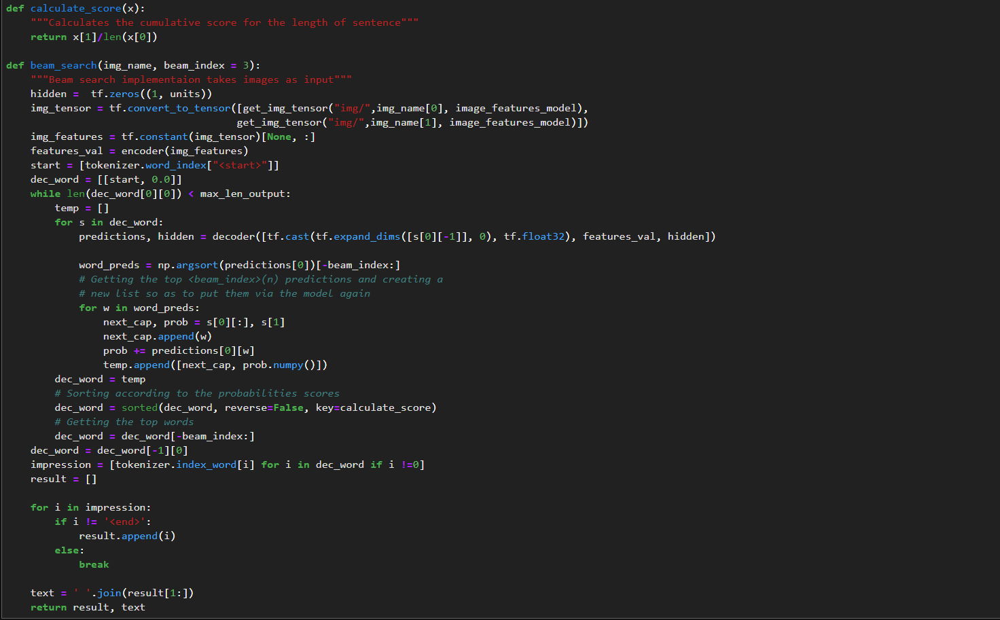 def calculate_score(x):
    """Calculates the cumulative score for the length of sentence"""
    return x[1]/len(x[0])

def beam_search(img_name, beam_index = 3):
    """Beam search implementaion takes images as input"""
    hidden =  tf.zeros((1, units))
    img_tensor = tf.convert_to_tensor([get_img_tensor("img/",img_name[0], image_features_model),
                                      get_img_tensor("img/",img_name[1], image_features_model)])
    img_features = tf.constant(img_tensor)[None, :]
    features_val = encoder(img_features)
    start = [tokenizer.word_index["<start>"]]
    dec_word = [[start, 0.0]]
    while len(dec_word[0][0]) < max_len_output:
        temp = []
        for s in dec_word:
            predictions, hidden = decoder([tf.cast(tf.expand_dims([s[0][-1]], 0), tf.float32), features_val, hidden])

            word_preds = np.argsort(predictions[0])[-beam_index:]
            # Getting the top <beam_index>(n) predictions and creating a
            # new list so as to put them via the model again
            for w in word_preds:
                next_cap, prob = s[0][:], s[1]
                next_cap.append(w)
                prob += predictions[0][w]
                temp.append([next_cap, prob.numpy()])
        dec_word = temp
        # Sorting according to the probabilities scores
        dec_word = sorted(dec_word, reverse=False, key=calculate_score)
        # Getting the top words
        dec_word = dec_word[-beam_index:]
    dec_word = dec_word[-1][0]
    impression = [tokenizer.index_word[i] for i in dec_word if i !=0]
    result = []

    for i in impression:
        if i != '<end>':
            result.append(i)
        else:
            break

    text = ' '.join(result[1:])
    return result, text